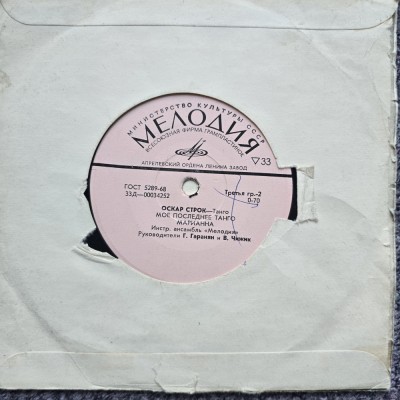 МИНИСТЕРСТВО КУЛЬТУРЫ СССР
МЕЛОДИЯ
ВСЕСОЮЗНАЯ ФИРМА ГРАМПЛАСТИНОК
АПРЕЛЕВСКИЙ ОРДЕНА ЛЕНИНА ЗАВОД
▽33
ГОСТ 5289-68
33Д—00034252
Третья гр.-2
0-70
ОСКАР СТРОК—Танго
МОЕ ПОСЛЕДНЕЕ ТАНГО
МАРИАННА
Инстр. ансамбль «Мелодия»
Руководители Г. Гаранян и В. Чижик